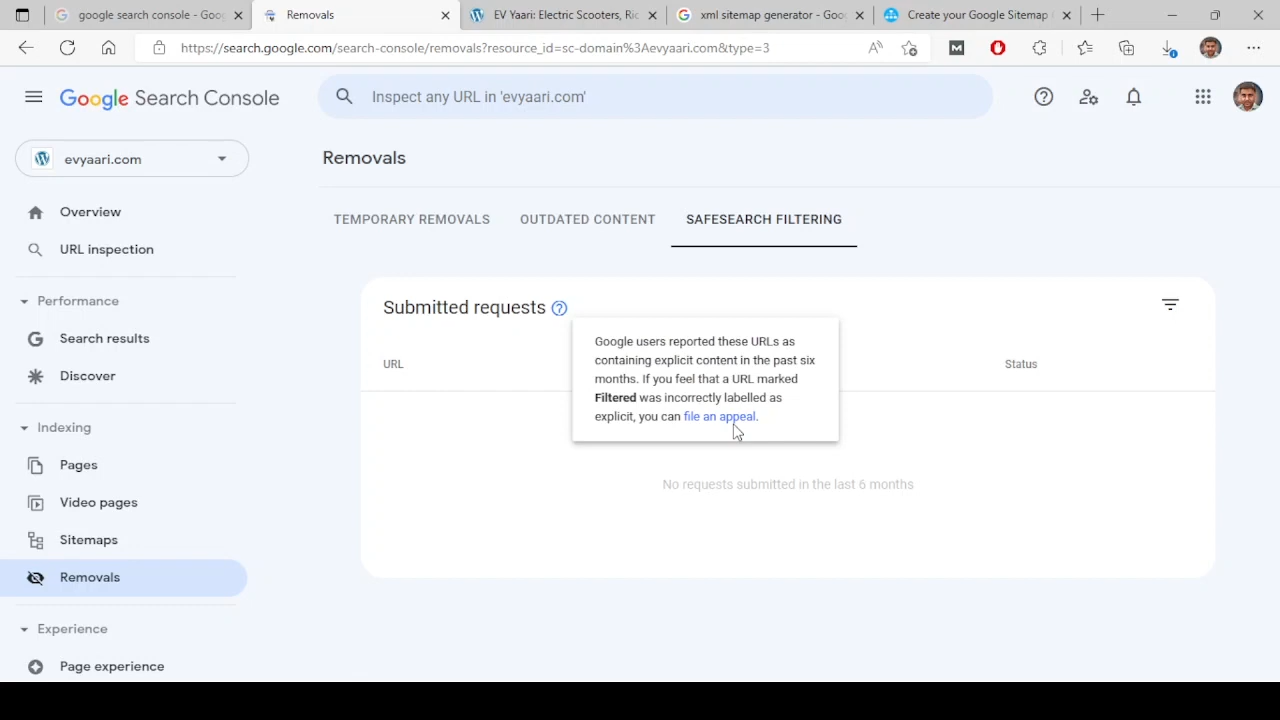 google search console - Goog
Removals
EV Yaari: Electric Scooters, Ric
xml sitemap generator - Goog
Create your Google Sitemap
https://search.google.com/search-console/removals?resource_id=sc-domain%3Aevyaari.com&type=3
Google Search Console
Inspect any URL in 'evyaari.com'
evyaari.com
Removals
Overview
TEMPORARY REMOVALS
OUTDATED CONTENT
SAFESEARCH FILTERING
URL inspection
Performance
Submitted requests
Search results
Google users reported these URLs as
containing explicit content in the past six
months. If you feel that a URL marked
Filtered was incorrectly labelled as
explicit, you can file an appeal.
URL
Status
Discover
Indexing
Pages
No requests submitted in the last 6 months
Video pages
Sitemaps
Removals
Experience
Page experience